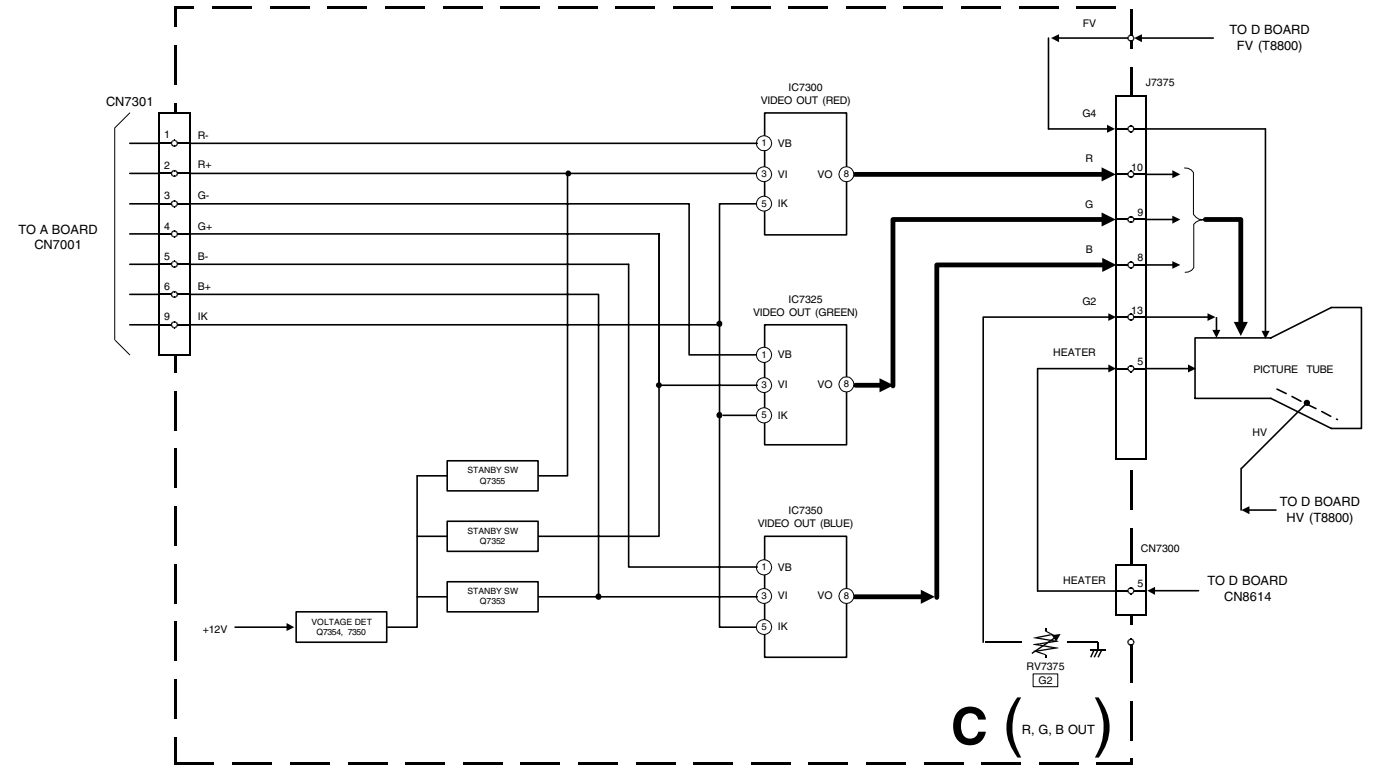 FV
TO D BOARD
FV (T8800)
J7375
CN7301
IC7300
VIDEO OUT (RED)
G4
1 R-
1 VB
2 R+
3 VI
VO 8
R
10
3 G-
5 IK
G
9
4 G+
TO A BOARD
CN7001
5 B-
B
8
6 B+
IC7325
VIDEO OUT (GREEN)
G2
13
9 IK
1 VB
HEATER
5
PICTURE TUBE
3 VI
VO 8
5 IK
HV
STANBY SW
Q7355
TO D BOARD
HV (T8800)
IC7350
VIDEO OUT (BLUE)
STANBY SW
Q7352
CN7300
1 VB
HEATER
5
TO D BOARD
CN8614
STANBY SW
Q7353
3 VI
VO 8
+12V
VOLTAGE DET
Q7354, 7350
5 IK
RV7375
G2
C (R, G, B OUT)